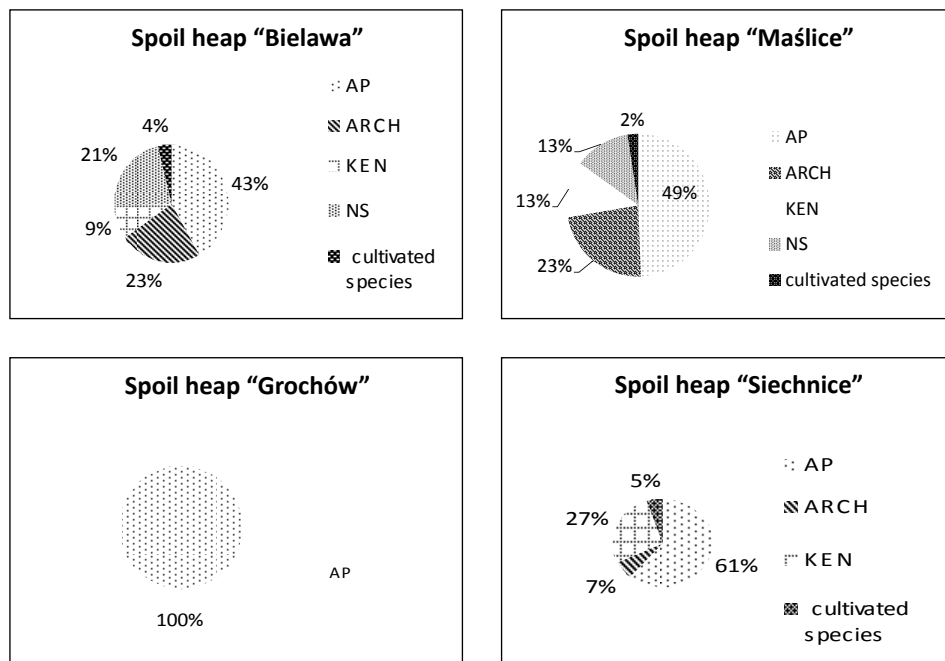 Spoil heap “Bielawa”
AP
ARCH
KEN
NS
cultivated
species
4%
21%
43%
9%
23%
Spoil heap “Maślice”
AP
ARCH
KEN
NS
cultivated species
2%
13%
13%
49%
23%
Spoil heap “Grochów”
AP
100%
Spoil heap “Siechnice”
AP
ARCH
KEN
cultivated
species
5%
27%
7%
61%